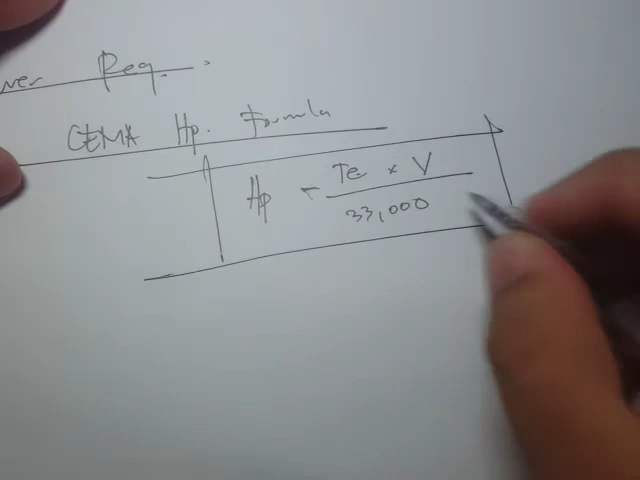 Req.
CEMA Hp. Formula
Hp = Te × V
33,000